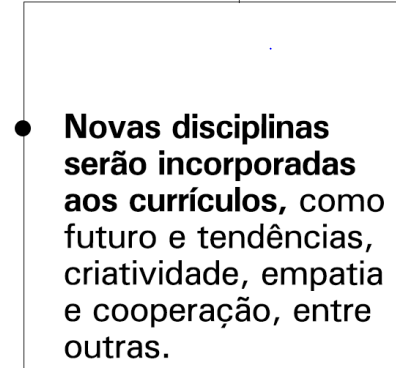 Novas disciplinas
serão incorporadas
aos currículos, como
futuro e tendências,
criatividade, empatia
e cooperação, entre
outras.